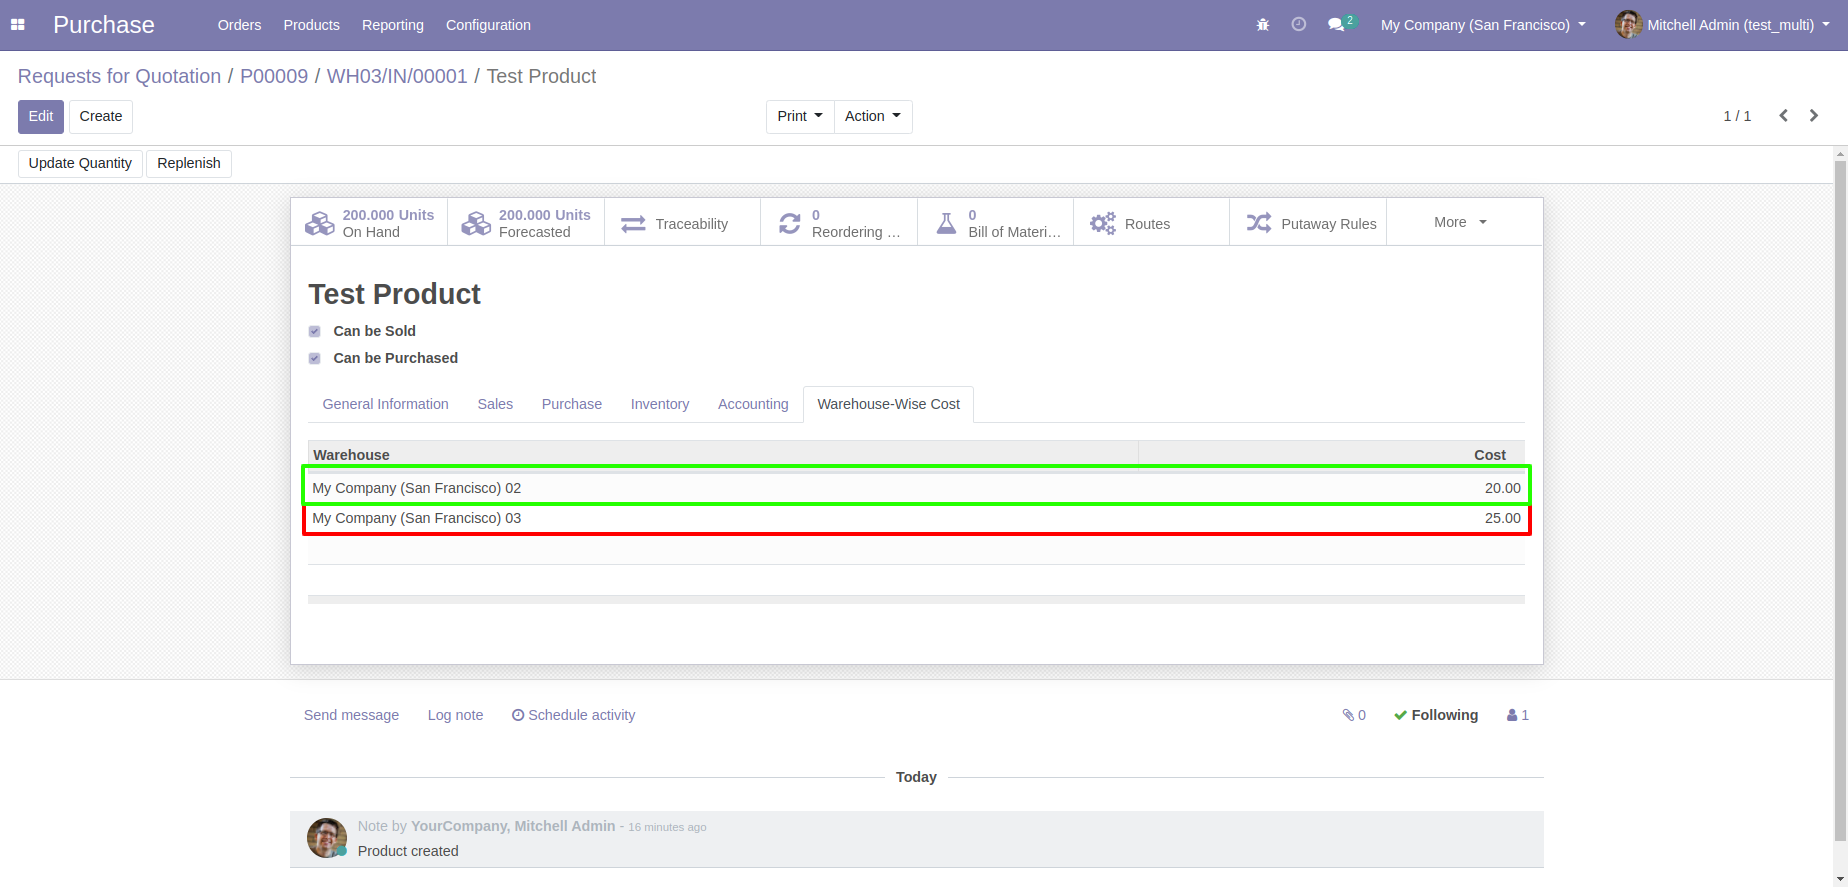 Purchase Orders Products Reporting Configuration 2 My Company (San Francisco) Mitchell Admin (test_multi)
Requests for Quotation / P00009 / WH03/IN/00001 / Test Product
Edit Create Print Action 1 / 1
Update Quantity Replenish
200.000 Units
On Hand
200.000 Units
Forecasted
Traceability
0
Reordering ...
0
Bill of Materi...
Routes
Putaway Rules
More
Test Product
Can be Sold
Can be Purchased
General Information Sales Purchase Inventory Accounting Warehouse-Wise Cost
Warehouse Cost
My Company (San Francisco) 02 20.00
My Company (San Francisco) 03 25.00
Send message Log note Schedule activity 0 Following 1
Today
Note by YourCompany, Mitchell Admin - 16 minutes ago
Product created